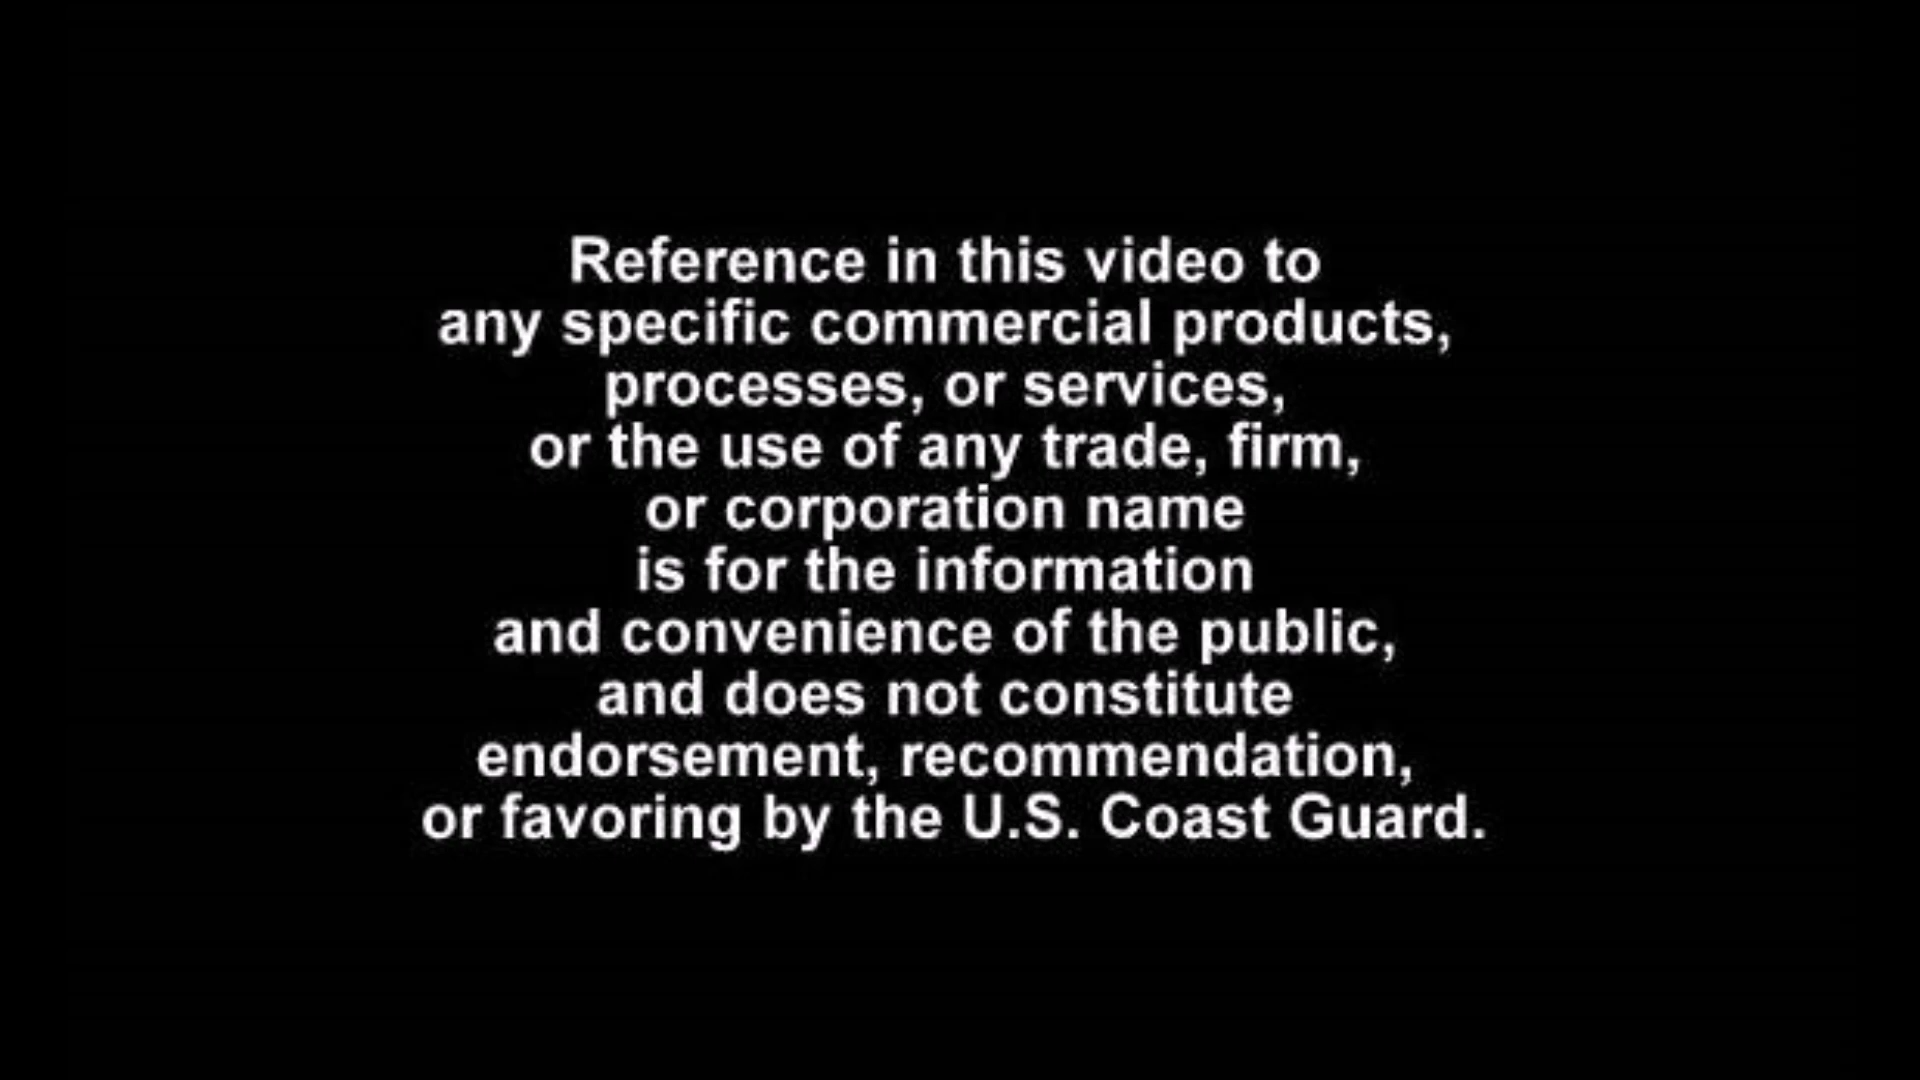 Reference in this video to
any specific commercial products,
processes, or services,
or the use of any trade, firm,
or corporation name
is for the information
and convenience of the public,
and does not constitute
endorsement, recommendation,
or favoring by the U.S. Coast Guard.